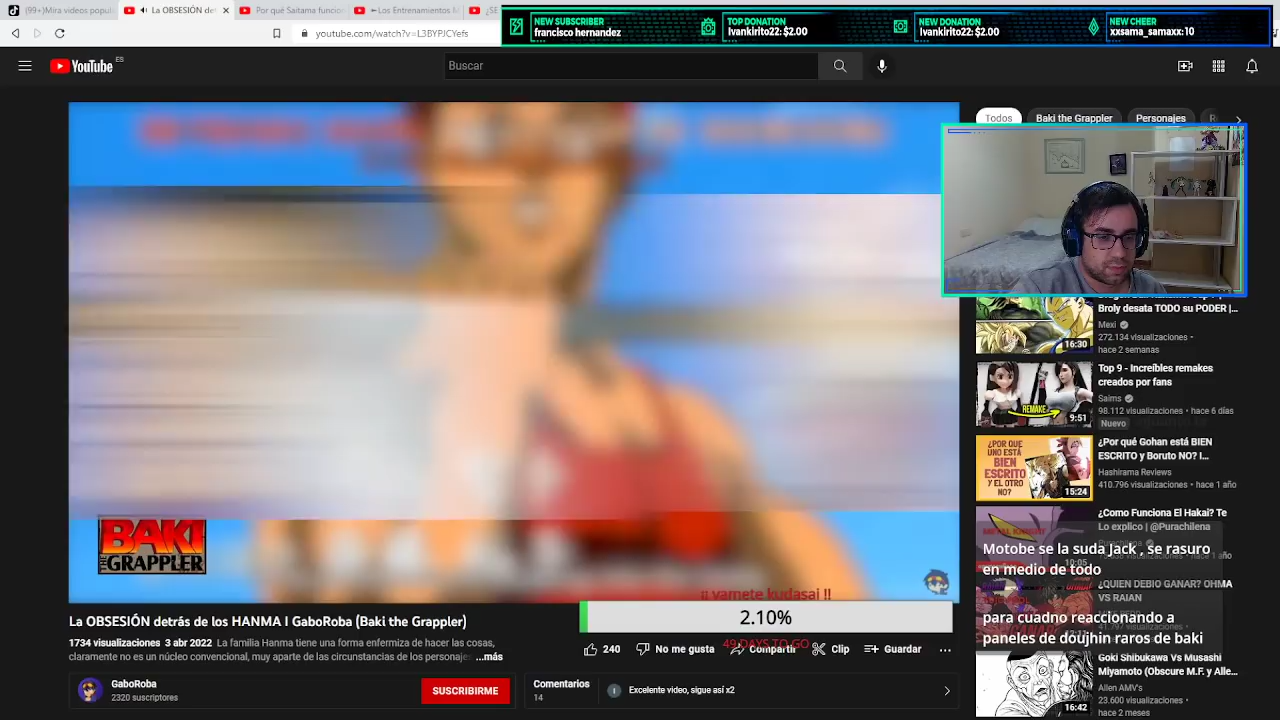 (99+) Mira videos popul
La OBSESIÓN de
Por qué Saitama funcio
Los Entrenamientos
¿SE
NEW SUBSCRIBER
francisco hernandez
TOP DONATION
Ivankirito22: $2.00
NEW DONATION
Ivankirito22: $2.00
NEW CHEER
xxsama_samaxx:10
youtube.com/watch?v=L3BYPJCYefs
YouTube ES
Buscar
Todos
Baki the Grappler
Personajes
Broly desata TODO su PODER |...
Mexi
272.134 visualizaciones •
hace 2 semanas
16:30
Top 9 - Increíbles remakes
creados por fans
Saims
98.112 visualizaciones • hace 6 días
Nuevo
REMAKE
9:51
¿Por qué Gohan está BIEN
ESCRITO y Boruto NO? I...
Hashirama Reviews
410.796 visualizaciones • hace 1 año
¿POR QUE
UNO ESTÁ
BIEN
ESCRITO
Y EL OTRO
NO?
15:24
¿Como Funciona El Hakai? Te
Lo explico | @Purachilena
10:05
Motobe se la suda Jack , se rasuro
en medio de todo
¿QUIEN DEBIO GANAR? OHMA
VS RAIAN
para cuadno reaccionando a
paneles de doujhin raros de baki
Goki Shibukawa Vs Musashi
Miyamoto (Obscure M.F. y Alle...
Allen AMV's
23.600 visualizaciones •
hace 2 meses
16:42
BAKI
THE GRAPPLER
¡¡ yamete kudasai !!
2.10%
49 DAYS TO GO
La OBSESIÓN detrás de los HANMA I GaboRoba (Baki the Grappler)
1734 visualizaciones 3 abr 2022 La familia Hanma tiene una forma enfermiza de hacer las cosas,
claramente no es un núcleo convencional, muy aparte de las circunstancias de los personaje ...más
240
No me gusta
Compartir
Clip
Guardar
GaboRoba
2320 suscriptores
SUSCRIBIRME
Comentarios
14
Excelente video, sigue así x2